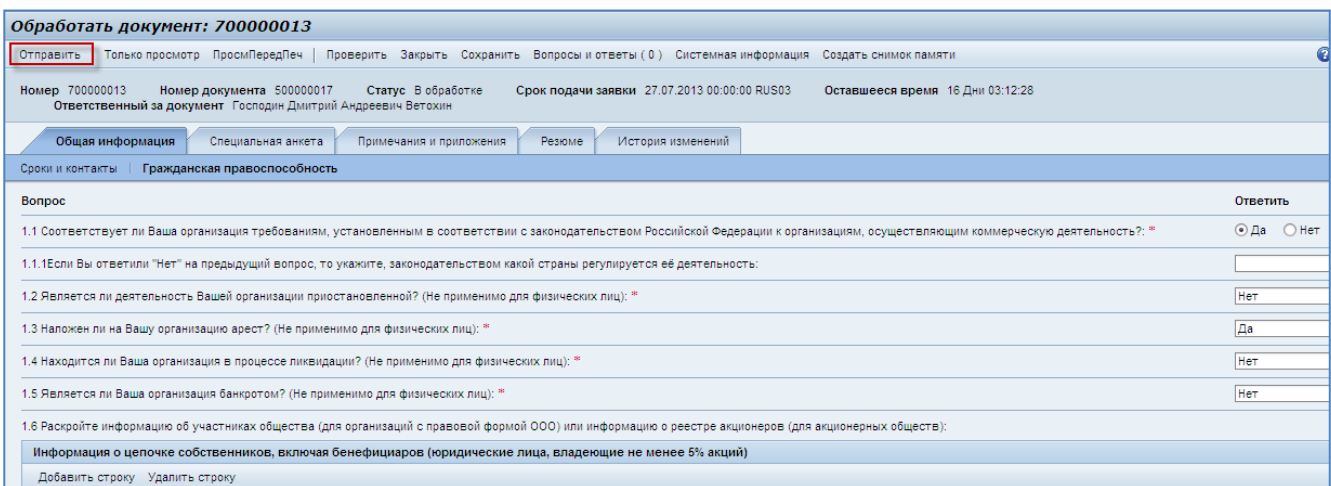 Обработать документ: 700000013
Отправить Только просмотр ПросмПередПеч | Проверить Закрыть Сохранить Вопросы и ответы ( 0 ) Системная информация Создать снимок памяти
Номер 700000013 Номер документа 500000017 Статус В обработке Срок подачи заявки 27.07.2013 00:00:00 RUS03 Оставшееся время 16 Дни 03:12:28
Ответственный за документ Господин Дмитрий Андреевич Ветохин
Общая информация Специальная анкета Примечания и приложения Резюме История изменений
Сроки и контакты | Гражданская правоспособность
Вопрос Ответить
1.1 Соответствует ли Ваша организация требованиям, установленным в соответствии с законодательством Российской Федерации к организациям, осуществляющим коммерческую деятельность?: * Да Нет
1.1.1Если Вы ответили "Нет" на предыдущий вопрос, то укажите, законодательством какой страны регулируется её деятельность:
1.2 Является ли деятельность Вашей организации приостановленной? (Не применимо для физических лиц): * Нет
1.3 Наложен ли на Вашу организацию арест? (Не применимо для физических лиц): * Да
1.4 Находится ли Ваша организация в процессе ликвидации? (Не применимо для физических лиц): * Нет
1.5 Является ли Ваша организация банкротом? (Не применимо для физических лиц): * Нет
1.6 Раскройте информацию об участниках общества (для организаций с правовой формой ООО) или информацию о реестре акционеров (для акционерных обществ):
Информация о цепочке собственников, включая бенефициаров (юридические лица, владеющие не менее 5% акций)
Добавить строку Удалить строку